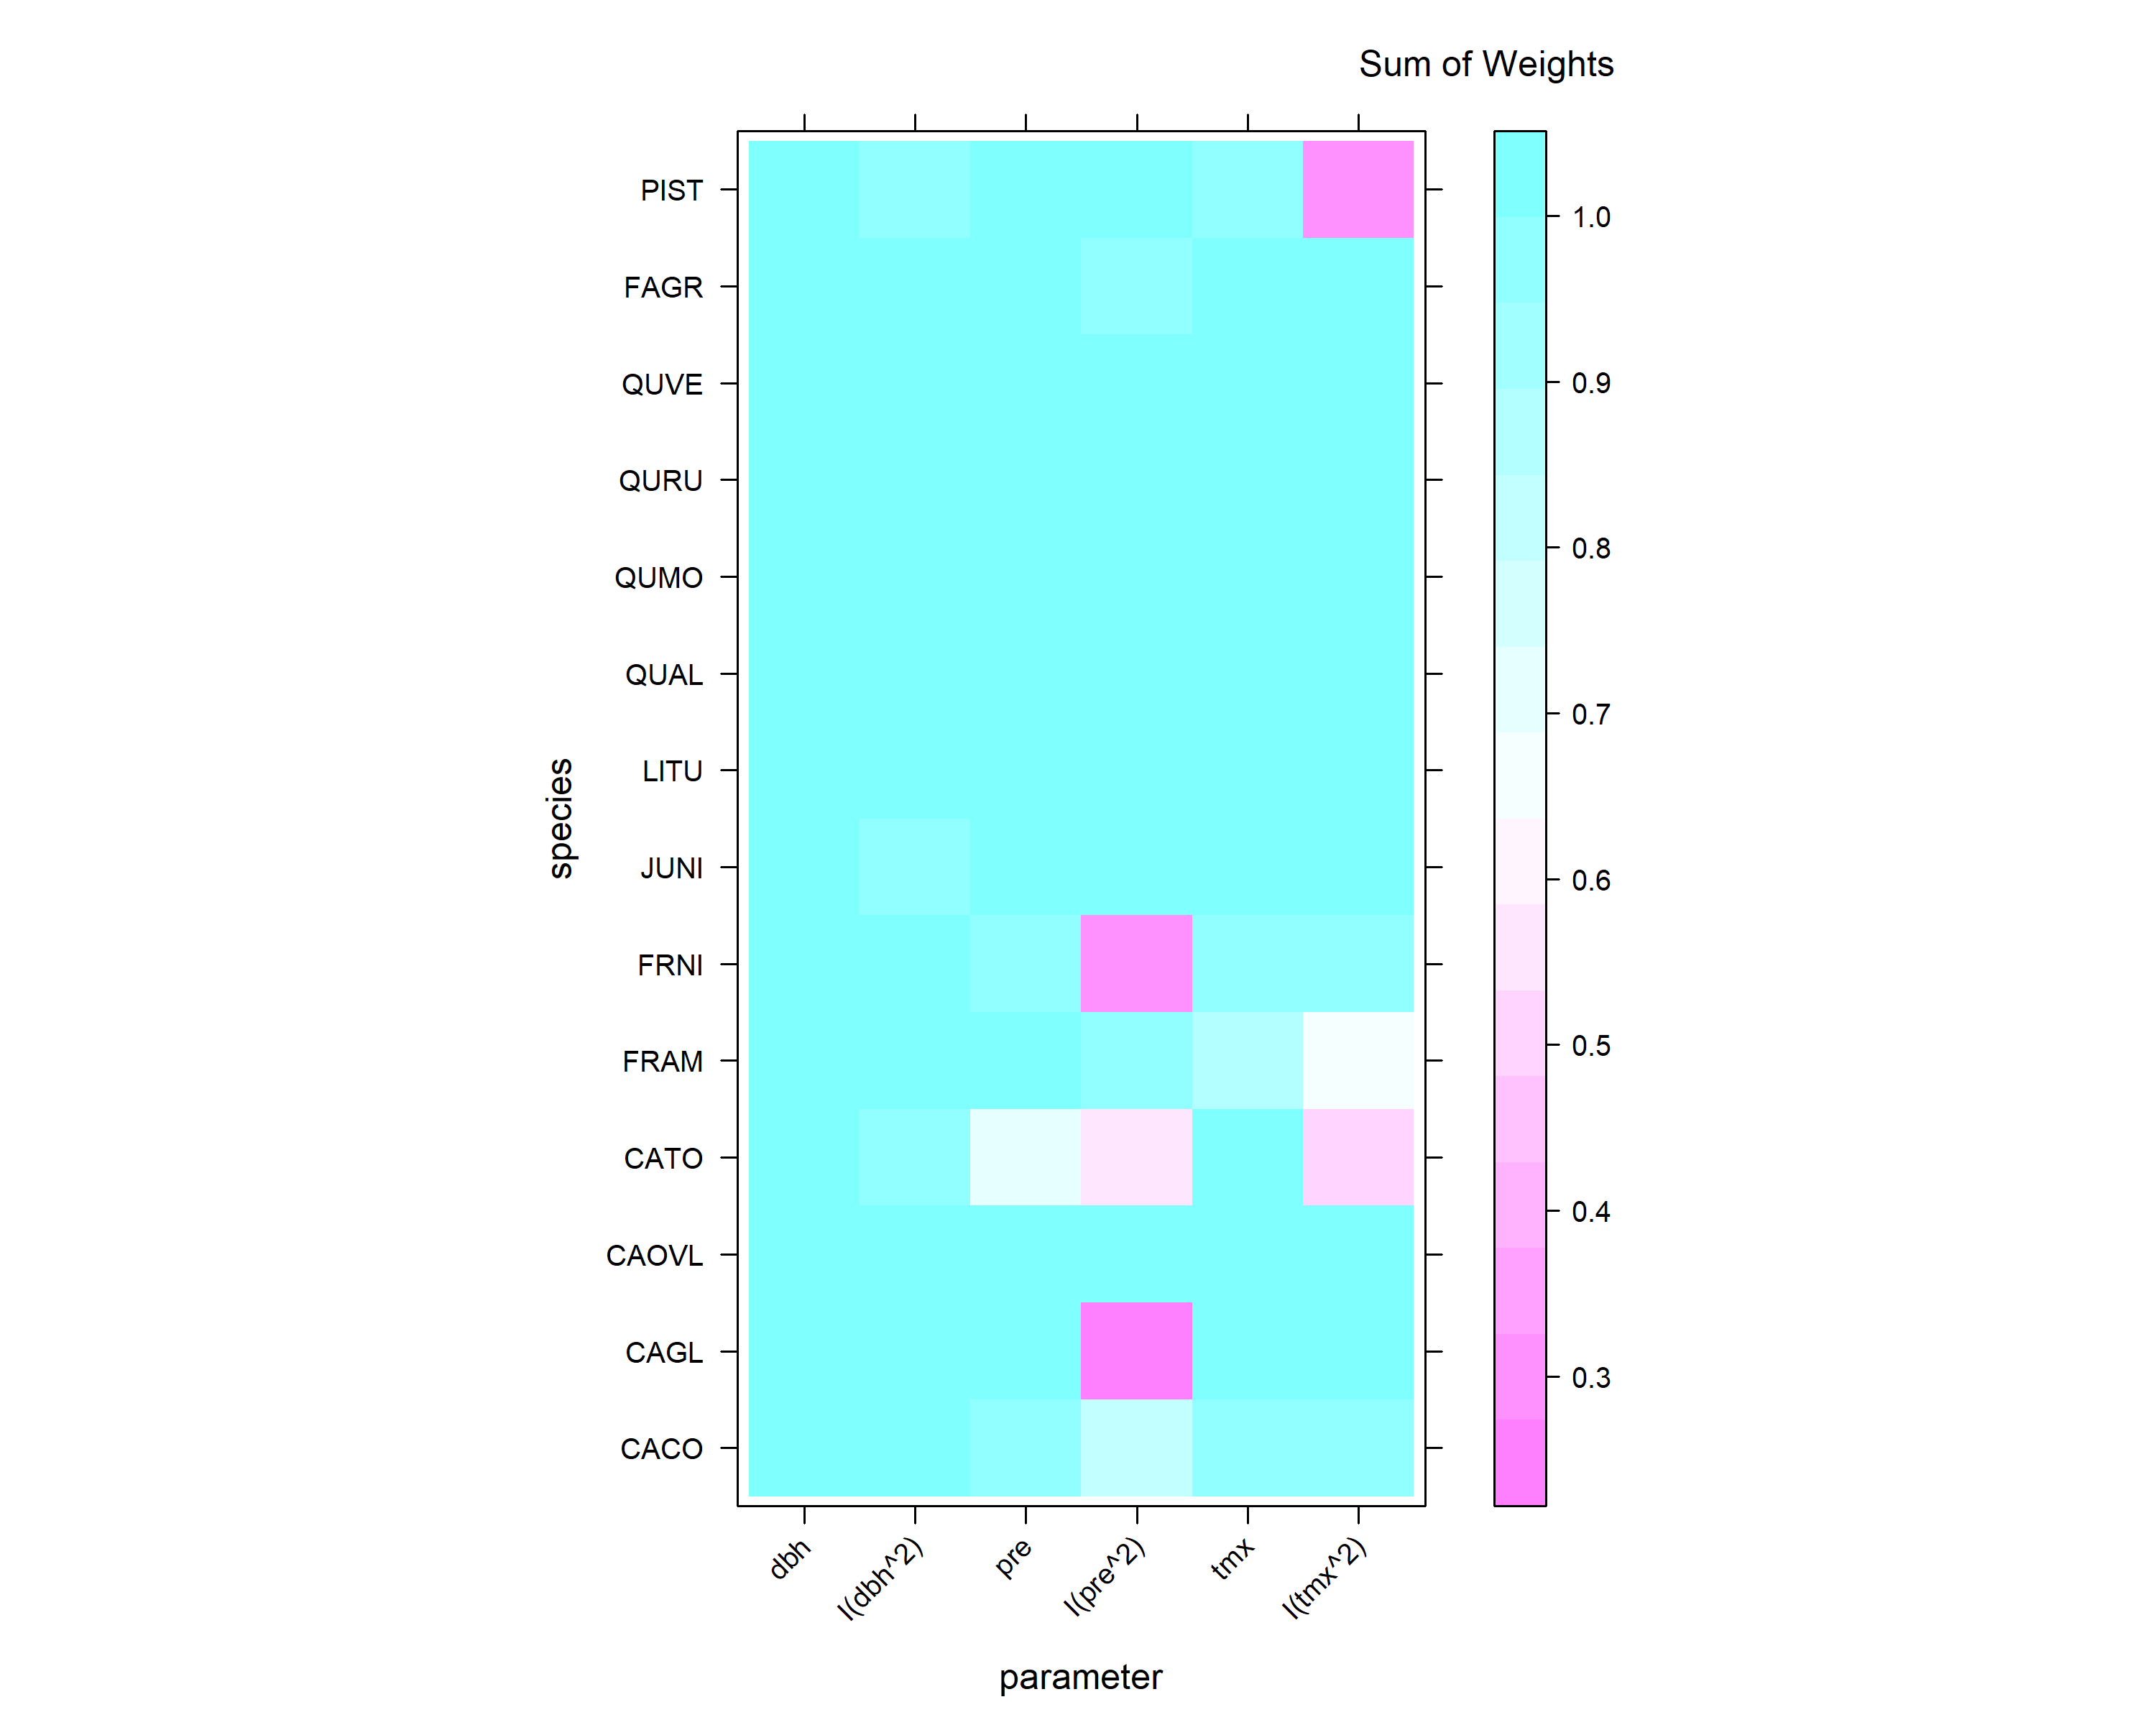 Sum of Weights
PIST
FAGR
QUVE
QURU
QUMO
QUAL
LITU
JUNI
FRNI
FRAM
CATO
CAOVL
CAGL
CACO
species
1.0
0.9
0.8
0.7
0.6
0.5
0.4
0.3
dbh
I(dbh^2)
pre
I(pre^2)
tmx
I(tmx^2)
parameter